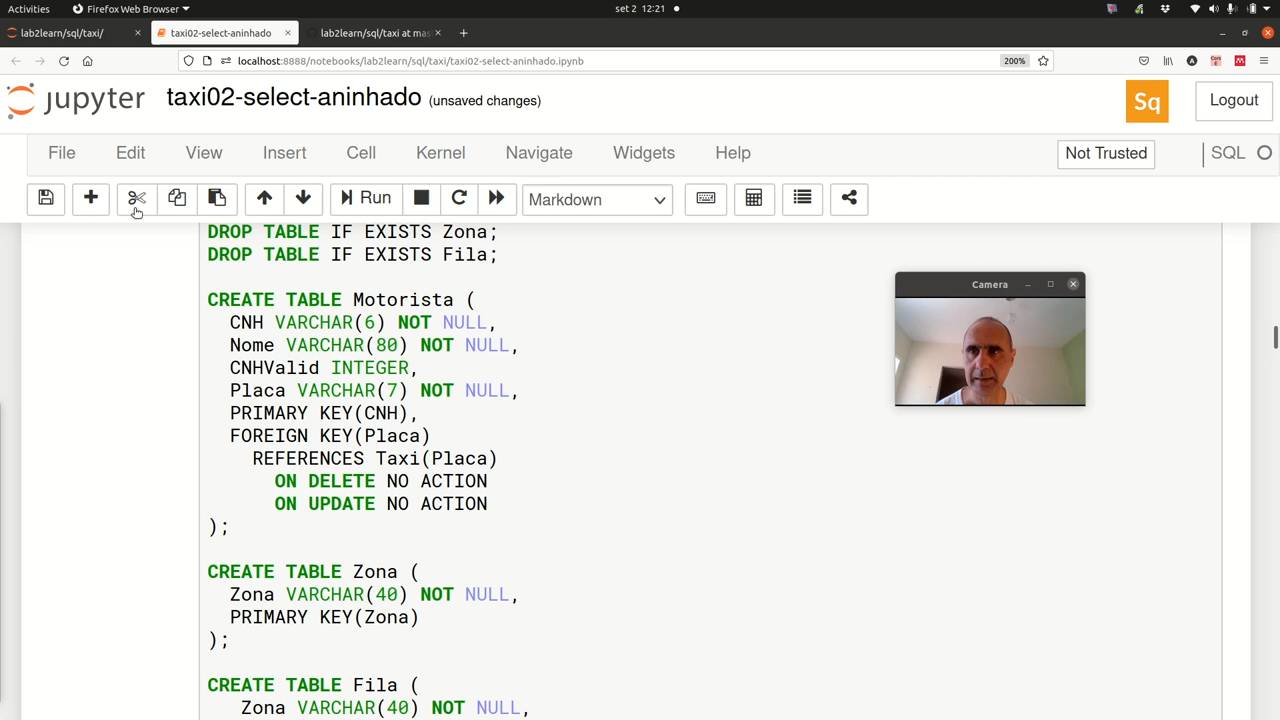 Activities Firefox Web Browser set 2 12:21
lab2learn/sql/taxi/ taxi02-select-aninhado lab2learn/sql/taxi at mas
localhost:8888/notebooks/lab2learn/sql/taxi/taxi02-select-aninhado.ipynb 200%
jupyter taxi02-select-aninhado (unsaved changes) Sq Logout
File Edit View Insert Cell Kernel Navigate Widgets Help Not Trusted SQL
Run Markdown
DROP TABLE IF EXISTS Zona;
DROP TABLE IF EXISTS Fila;
CREATE TABLE Motorista (
CNH VARCHAR(6) NOT NULL,
Nome VARCHAR(80) NOT NULL,
CNHValid INTEGER,
Placa VARCHAR(7) NOT NULL,
PRIMARY KEY(CNH),
FOREIGN KEY(Placa)
REFERENCES Taxi(Placa)
ON DELETE NO ACTION
ON UPDATE NO ACTION
);
CREATE TABLE Zona (
Zona VARCHAR(40) NOT NULL,
PRIMARY KEY(Zona)
);
CREATE TABLE Fila (
Zona VARCHAR(40) NOT NULL,
Camera